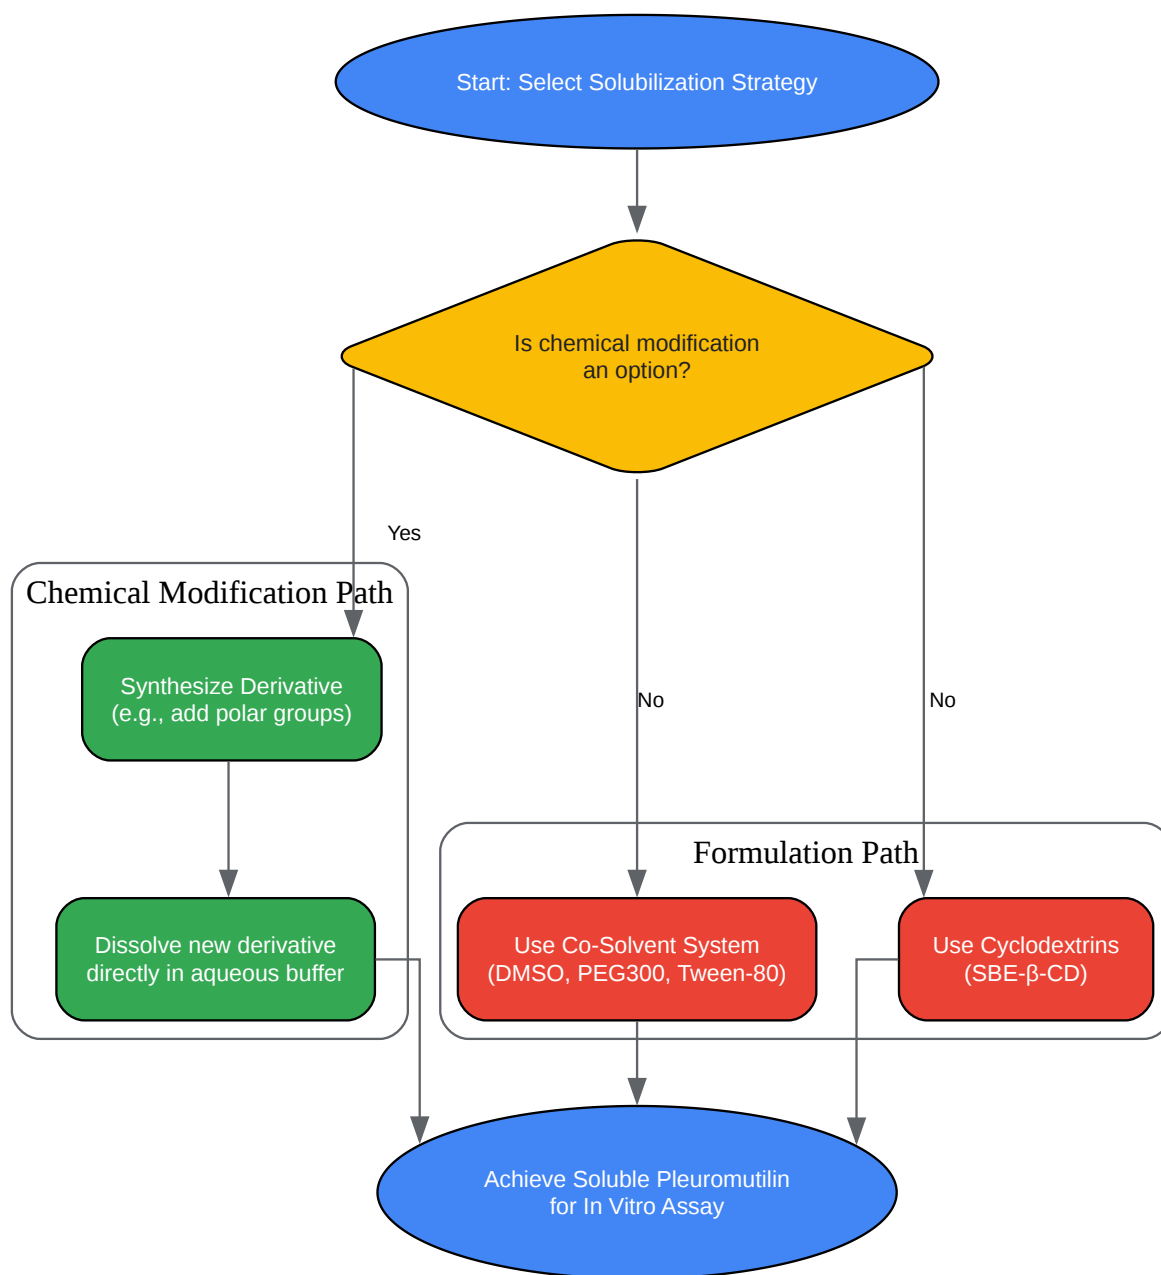 Start: Select Solubilization Strategy
Is chemical modification
an option?
Yes
Chemical Modification Path
Synthesize Derivative
(e.g., add polar groups)
No
No
Formulation Path
Dissolve new derivative
directly in aqueous buffer
Use Co-Solvent System
(DMSO, PEG300, Tween-80)
Use Cyclodextrins
(SBE-β-CD)
Achieve Soluble Pleuromutilin
for In Vitro Assay